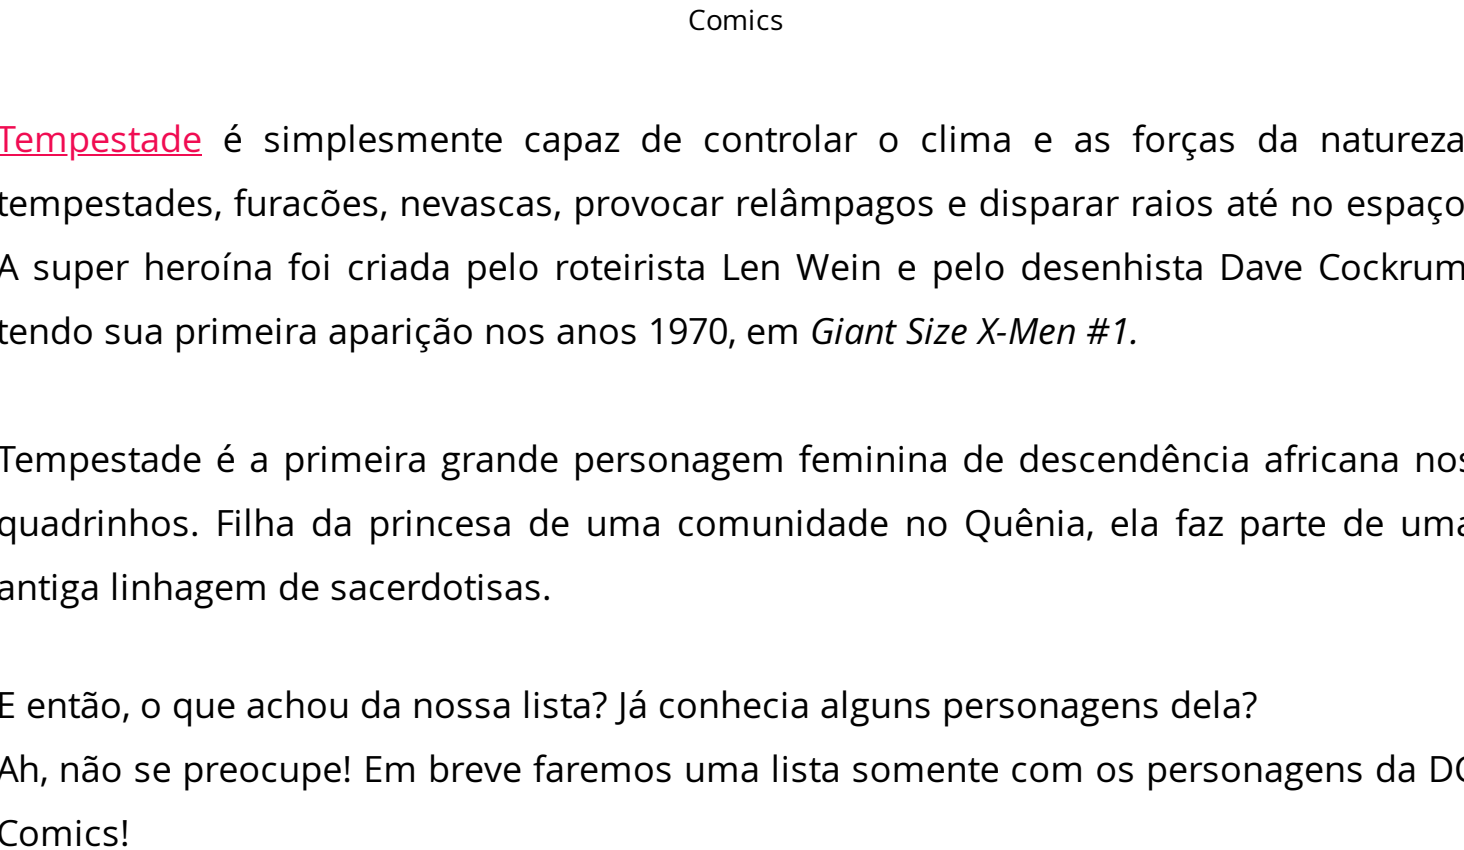 Comics
Tempestade é simplesmente capaz de controlar o clima e as forças da natureza
tempestades, furacões, nevascas, provocar relâmpagos e disparar raios até no espaço
A super heroína foi criada pelo roteirista Len Wein e pelo desenhista Dave Cockrum
tendo sua primeira aparição nos anos 1970, em Giant Size X-Men #1.
Tempestade é a primeira grande personagem feminina de descendência africana nos
quadrinhos. Filha da princesa de uma comunidade no Quênia, ela faz parte de uma
antiga linhagem de sacerdotisas.
E então, o que achou da nossa lista? Já conhecia alguns personagens dela?
Ah, não se preocupe! Em breve faremos uma lista somente com os personagens da DC
Comics!